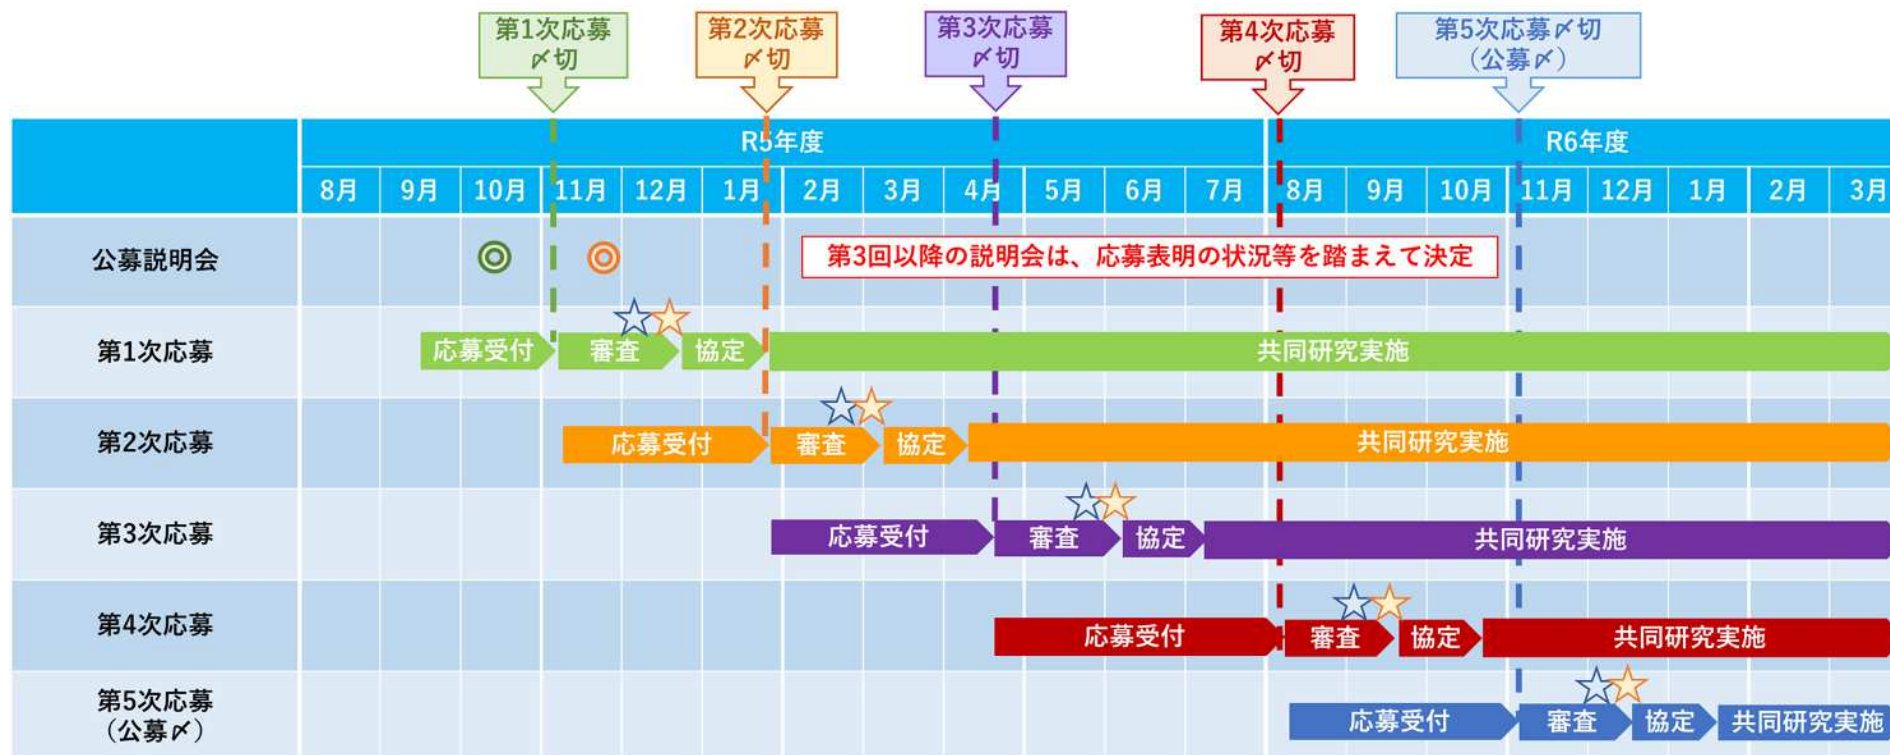 第1次応募
〆切
第2次応募
〆切
第3次応募
〆切
第4次応募
〆切
第5次応募〆切
（公募〆）
R5年度
R6年度
8月
9月
10月
11月
12月
1月
2月
3月
4月
5月
6月
7月
8月
9月
10月
11月
12月
1月
2月
3月
公募説明会
第3回以降の説明会は、応募表明の状況等を踏まえて決定
第1次応募
応募受付
審査
協定
共同研究実施
第2次応募
応募受付
審査
協定
共同研究実施
第3次応募
応募受付
審査
協定
共同研究実施
第4次応募
応募受付
審査
協定
共同研究実施
第5次応募
（公募〆）
応募受付
審査
協定
共同研究実施